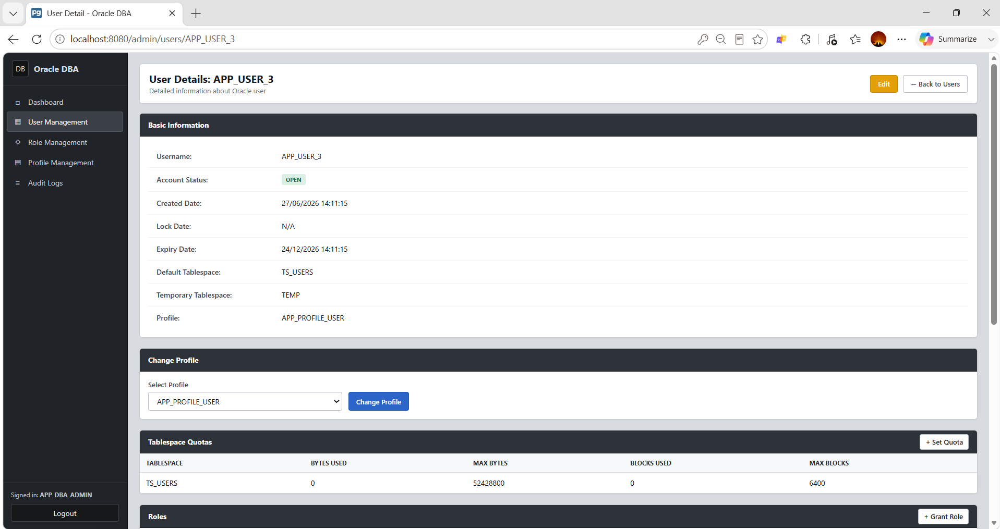 User Detail - Oracle DBA
localhost:8080/admin/users/APP_USER_3
Summarize
DB Oracle DBA
Dashboard
User Management
Role Management
Profile Management
Audit Logs
Signed in: APP_DBA_ADMIN
Logout
User Details: APP_USER_3
Detailed information about Oracle user
Edit
← Back to Users
Basic Information
Username: APP_USER_3
Account Status: OPEN
Created Date: 27/06/2026 14:11:15
Lock Date: N/A
Expiry Date: 24/12/2026 14:11:15
Default Tablespace: TS_USERS
Temporary Tablespace: TEMP
Profile: APP_PROFILE_USER
Change Profile
Select Profile
APP_PROFILE_USER
Change Profile
Tablespace Quotas
+ Set Quota
TABLESPACE BYTES USED MAX BYTES BLOCKS USED MAX BLOCKS
TS_USERS 0 52428800 0 6400
Roles
+ Grant Role